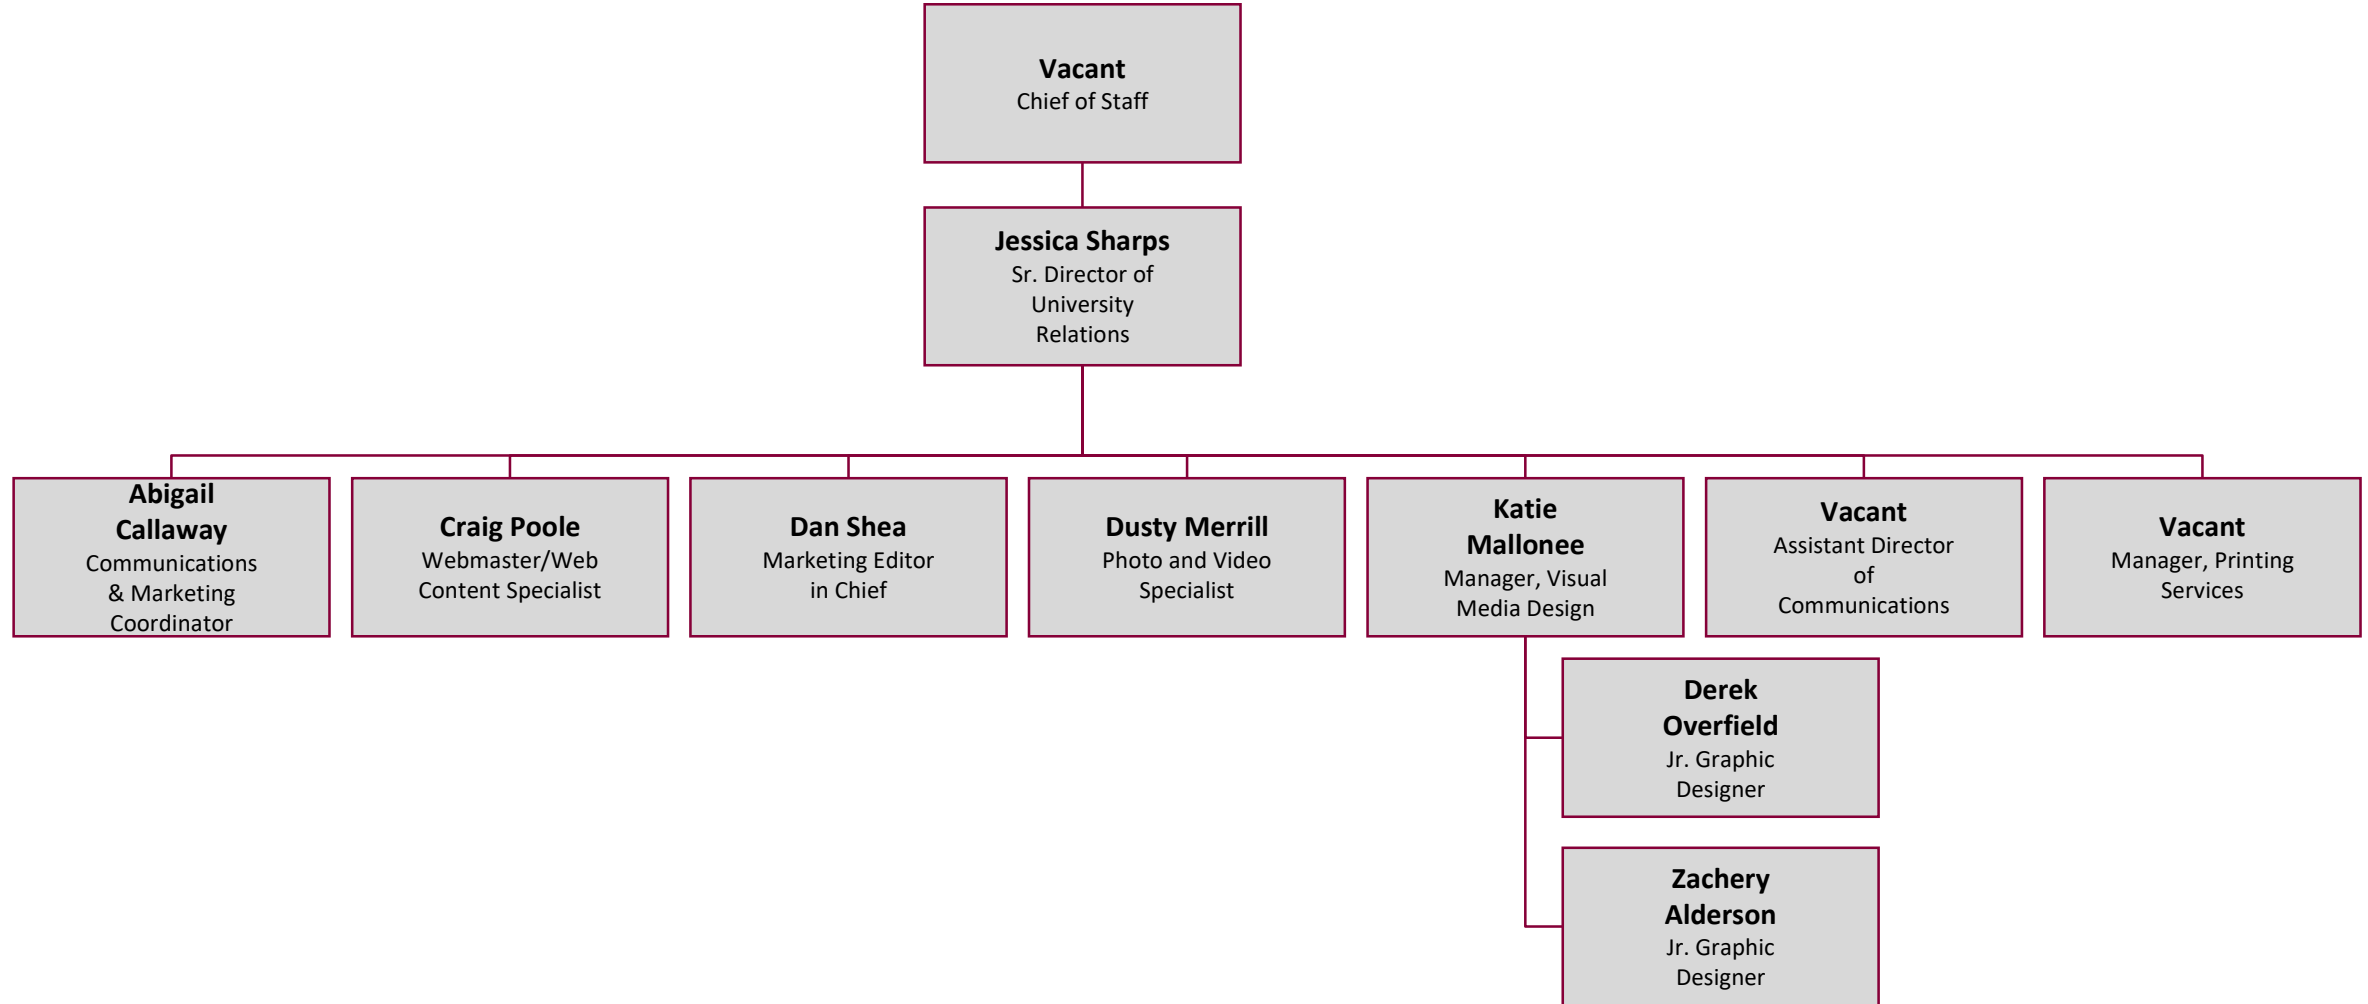 Vacant
Chief of Staff
Jessica Sharps
Sr. Director of
University
Relations
Abigail
Callaway
Communications
& Marketing
Coordinator
Craig Poole
Webmaster/Web
Content Specialist
Dan Shea
Marketing Editor
in Chief
Dusty Merrill
Photo and Video
Specialist
Katie
Mallonee
Manager, Visual
Media Design
Vacant
Assistant Director
of
Communications
Vacant
Manager, Printing
Services
Derek
Overfield
Jr. Graphic
Designer
Zachery
Alderson
Jr. Graphic
Designer